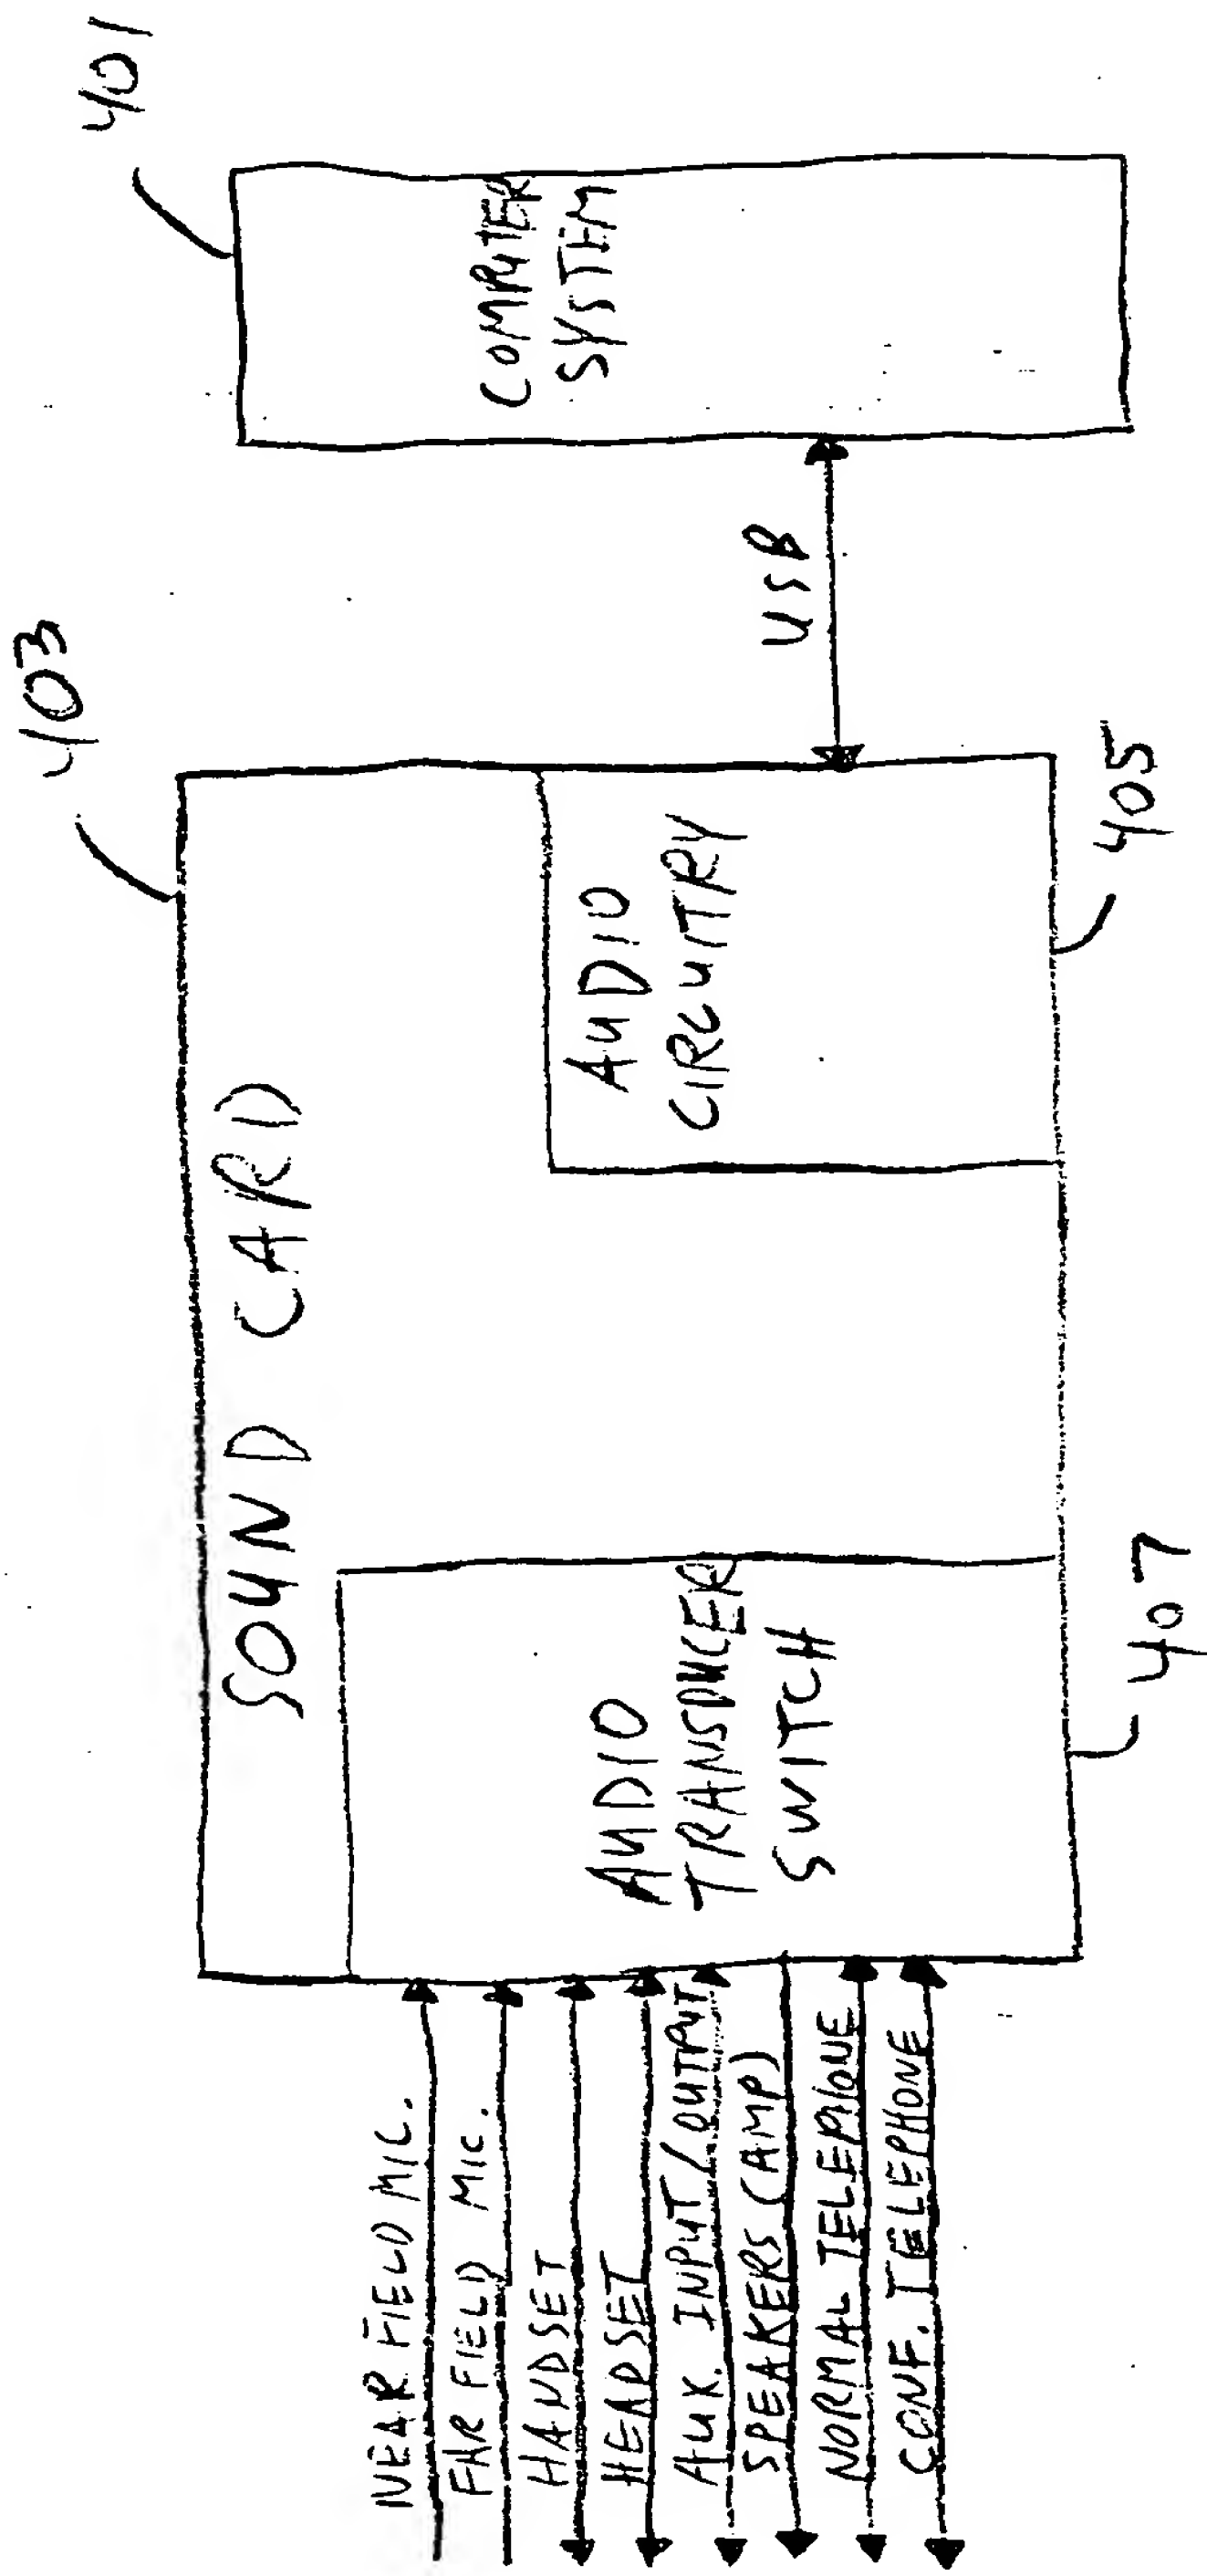 401
COMPUTER
SYSTEM
USB
403
SOUND CARD
AUDIO
CIRCUITRY
405
AUDIO
TRANSDUCER
SWITCH
407
NEAR FIELD MIC.
FAR FIELD MIC.
HANDSET
HEADSET
AUX. INPUT/OUTPUT
SPEAKERS (AMP)
NORMAL TELEPHONE
CONF. TELEPHONE